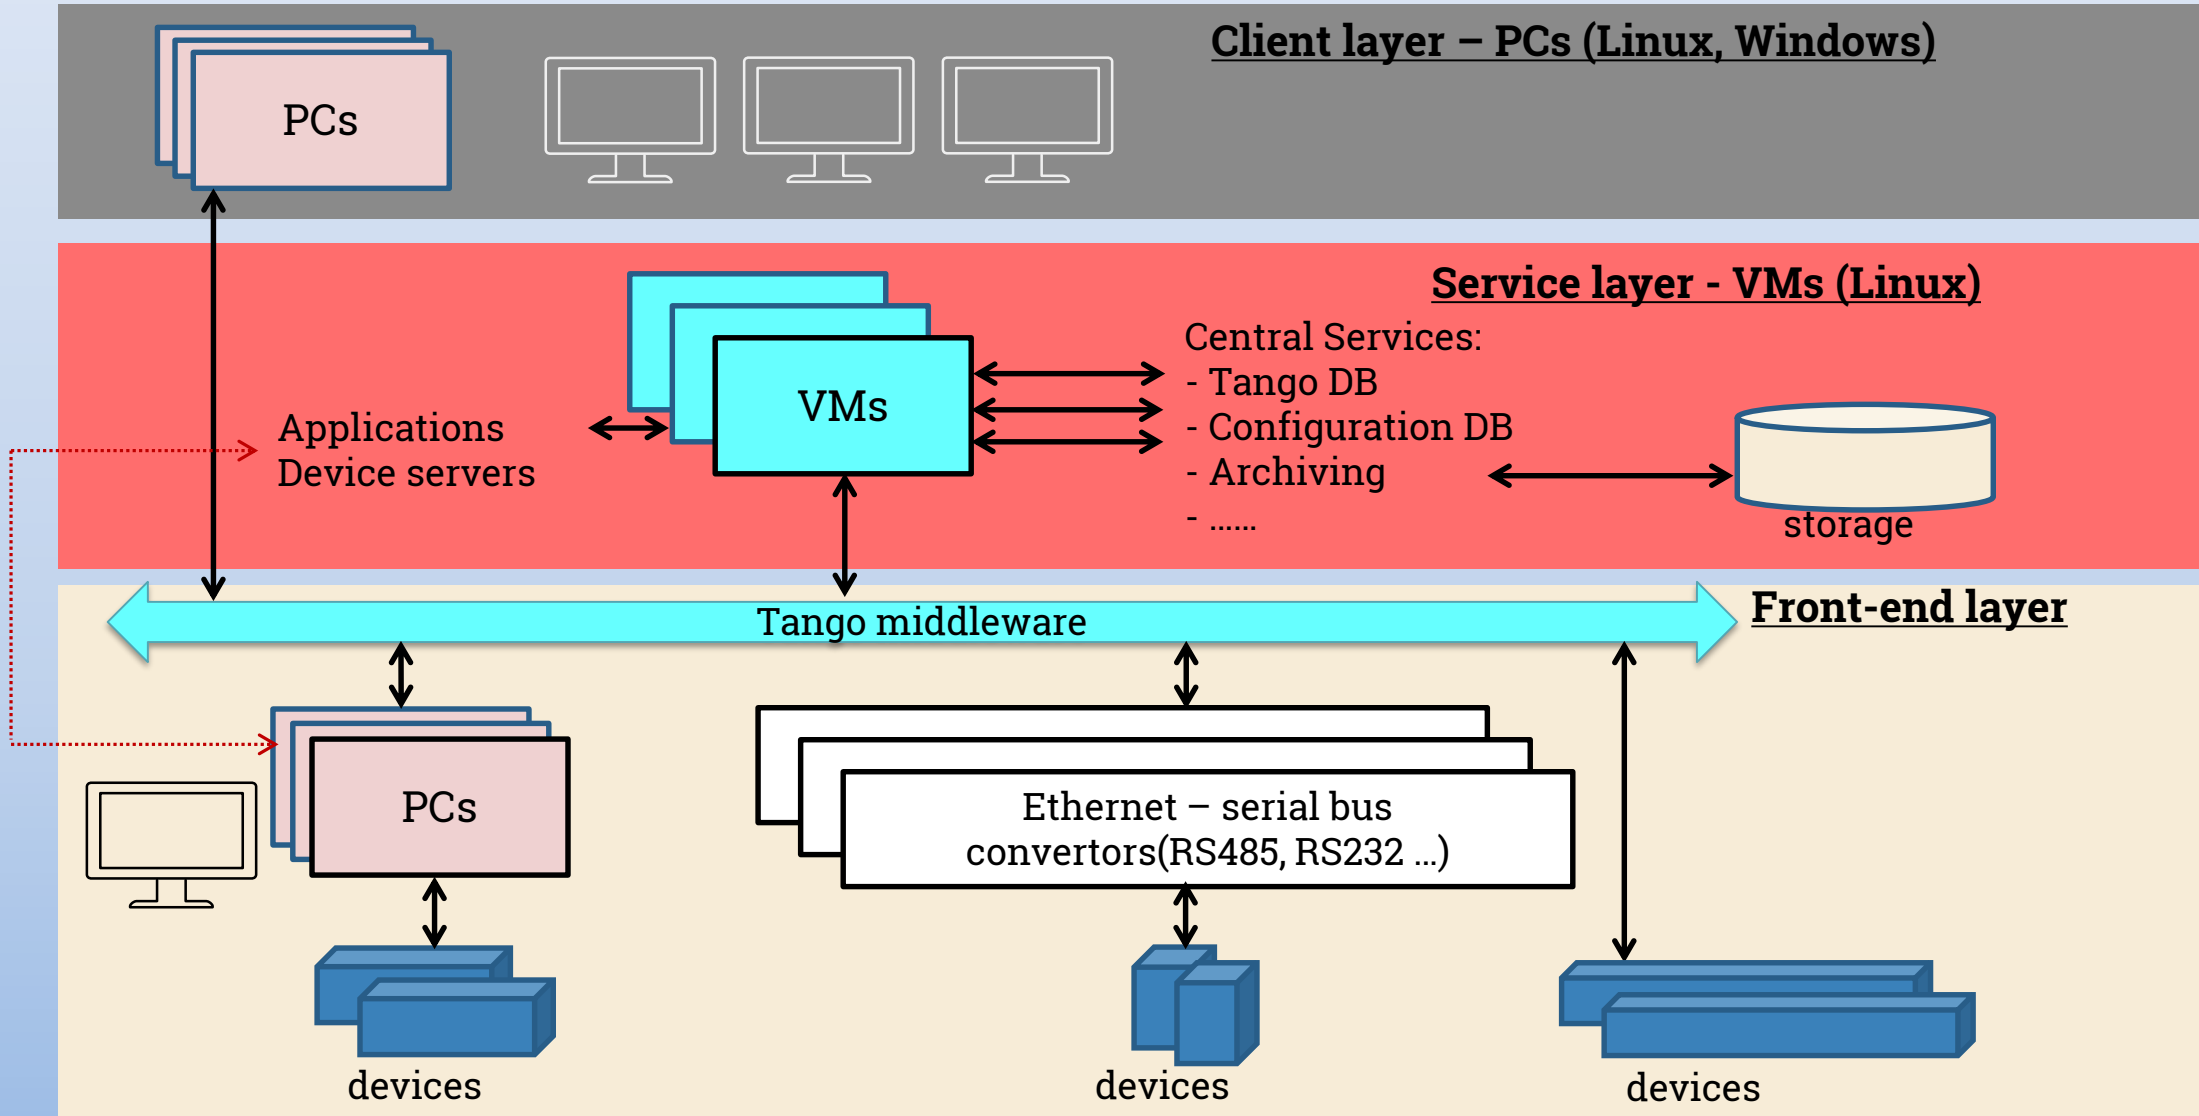 Client layer – PCs (Linux, Windows)
PCs
Service layer - VMs (Linux)
VMs
Applications
Device servers
Central Services:
- Tango DB
- Configuration DB
- Archiving
- ......
storage
Tango middleware
Front-end layer
PCs
Ethernet – serial bus
convertors(RS485, RS232 ...)
devices
devices
devices